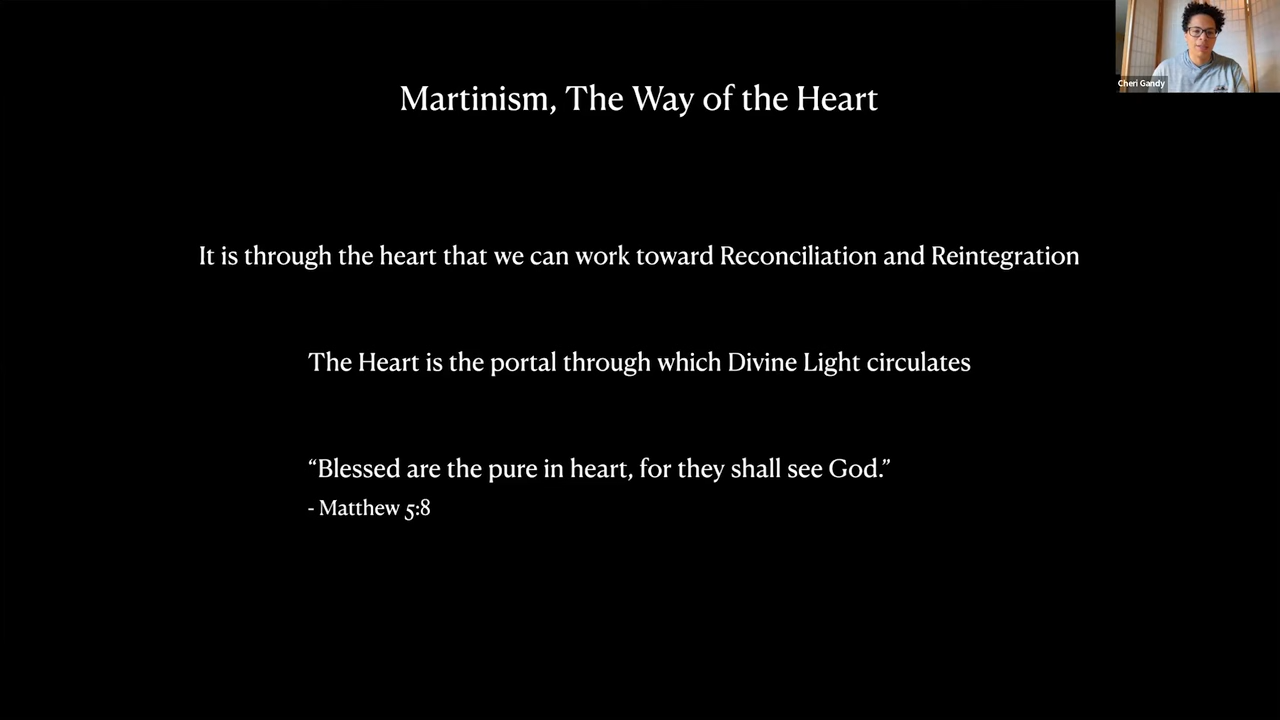 Cheri Gandy
Martinism, The Way of the Heart
It is through the heart that we can work toward Reconciliation and Reintegration
The Heart is the portal through which Divine Light circulates
“Blessed are the pure in heart, for they shall see God.”
- Matthew 5:8